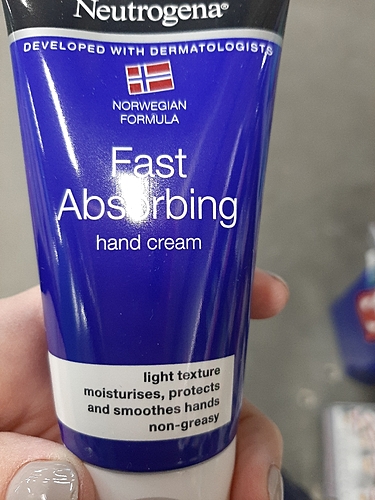 Neutrogena®
DEVELOPED WITH DERMATOLOGISTS
NORWEGIAN
FORMULA
Fast
Absorbing
hand cream
light texture
moisturises, protects
and smoothes hands
non-greasy